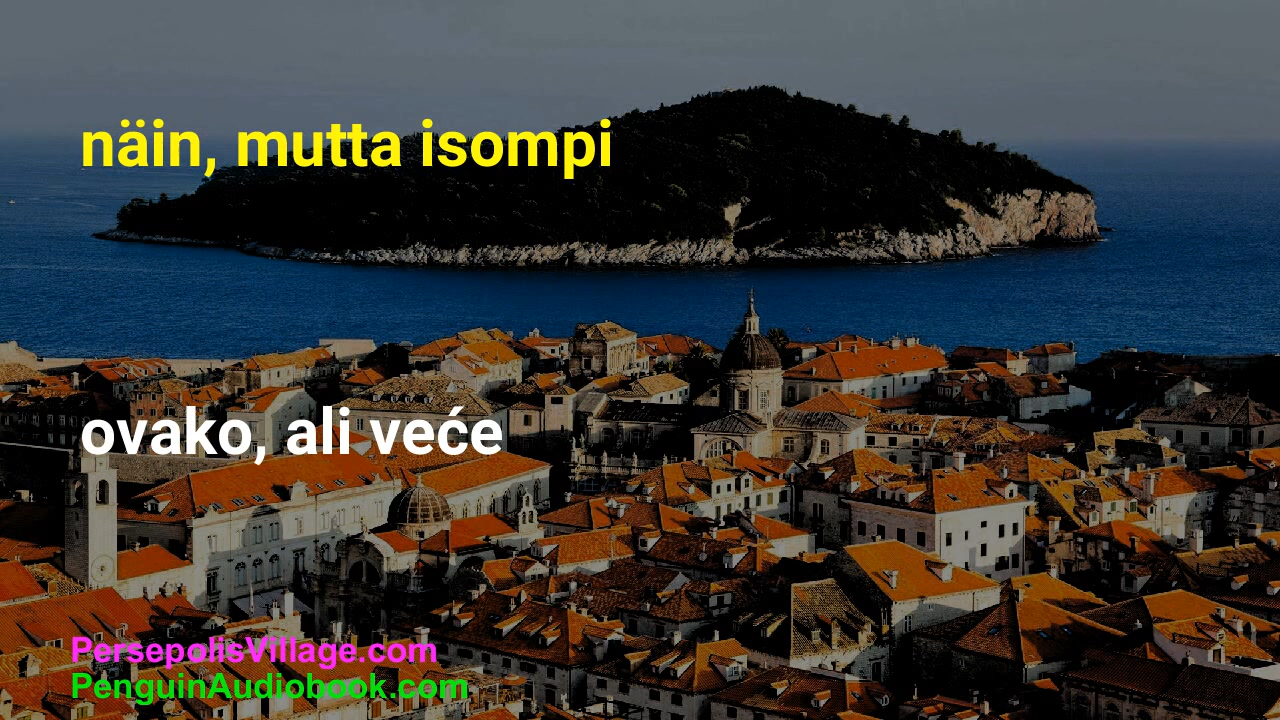 näin, mutta isompi
ovako, ali veće
PersepolisVillage.com
PenguinAudiobook.com